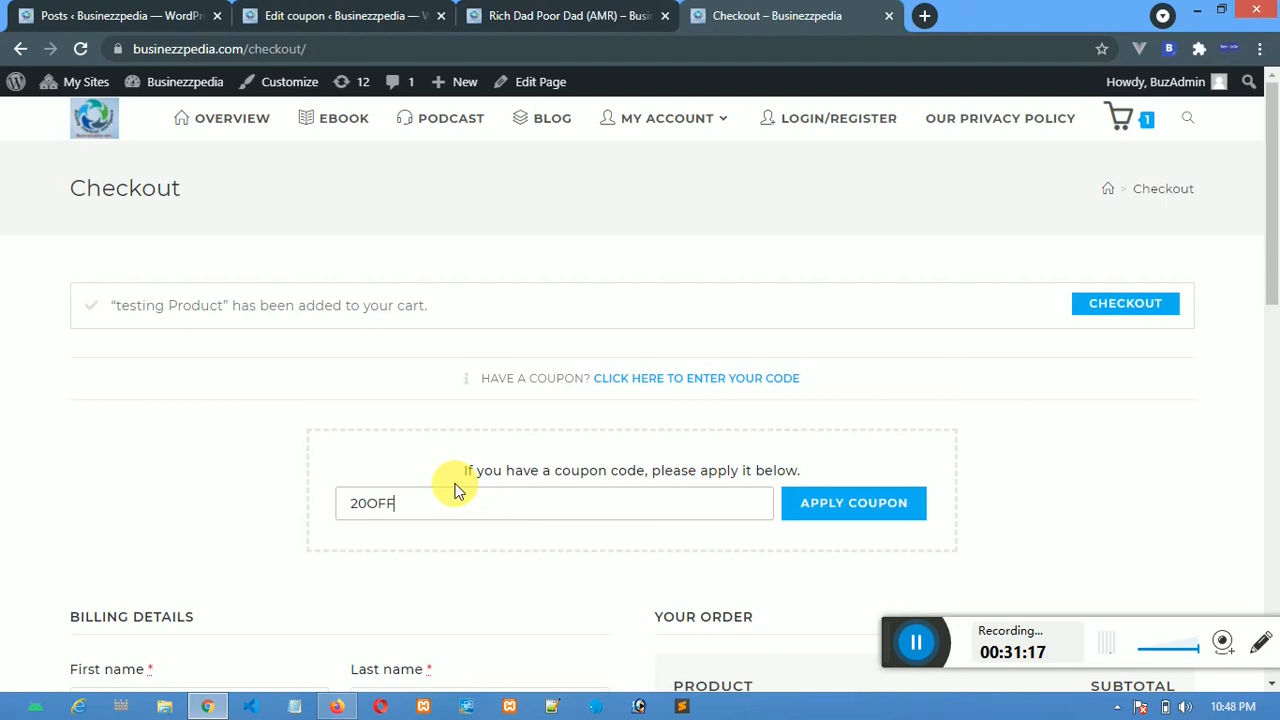 Posts ‹ Businezzpedia — WordPr
Edit coupon ‹ Businezzpedia — W
Rich Dad Poor Dad (AMR) – Busin
Checkout – Businezzpedia
businezzpedia.com/checkout/
My Sites
Businezzpedia
Customize
12
1
New
Edit Page
Howdy, BuzAdmin
OVERVIEW
EBOOK
PODCAST
BLOG
MY ACCOUNT
LOGIN/REGISTER
OUR PRIVACY POLICY
1
Checkout
> Checkout
“testing Product” has been added to your cart.
CHECKOUT
HAVE A COUPON? CLICK HERE TO ENTER YOUR CODE
If you have a coupon code, please apply it below.
20OFF
APPLY COUPON
BILLING DETAILS
YOUR ORDER
First name *
Last name *
PRODUCT
SUBTOTAL
Recording...
00:31:17
10:48 PM